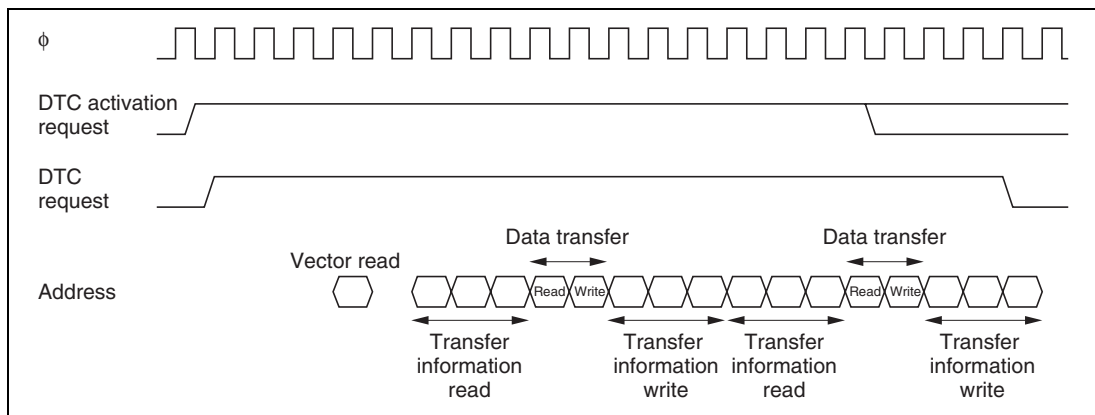 φ
DTC activation
request
DTC
request
Data transfer
Data transfer
Vector read
Address
Read
Write
Read
Write
Transfer
information
read
Transfer
information
write
Transfer
information
read
Transfer
information
write